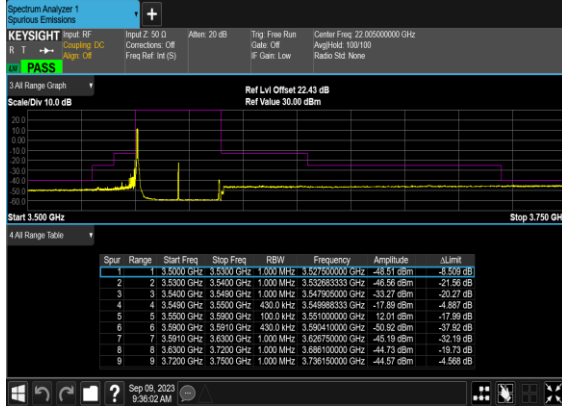 Spectrum Analyzer 1
Spurious Emissions
+
KEYSIGHT Input: RF Input Z: 50 Ω Atten: 20 dB Trig: Free Run Center Freq: 22.005000000 GHz
R T Coupling: DC Corrections: Off Gate: Off Avg|Hold: 100/100
Align: Off Freq Ref: Int (S) IF Gain: Low Radio Std: None
PASS
3 All Range Graph
Ref Lvl Offset 22.43 dB
Scale/Div 10.0 dB Ref Value 30.00 dBm
20.0
10.0
0.00
-10.0
-20.0
-30.0
-40.0
-50.0
-60.0
Start 3.500 GHz Stop 3.750 GH
4 All Range Table
Spur Range Start Freq Stop Freq RBW Frequency Amplitude ΔLimit
1 1 3.5000 GHz 3.5300 GHz 1.000 MHz 3.527500000 GHz -48.51 dBm -8.509 dB
2 2 3.5300 GHz 3.5400 GHz 1.000 MHz 3.532683333 GHz -46.56 dBm -21.56 dB
3 3 3.5400 GHz 3.5490 GHz 1.000 MHz 3.547905000 GHz -33.27 dBm -20.27 dB
4 4 3.5490 GHz 3.5500 GHz 430.0 kHz 3.549988333 GHz -17.89 dBm -4.887 dB
5 5 3.5500 GHz 3.5900 GHz 100.0 kHz 3.551000000 GHz 12.01 dBm -17.99 dB
6 6 3.5900 GHz 3.5910 GHz 430.0 kHz 3.590410000 GHz -50.92 dBm -37.92 dB
7 7 3.5910 GHz 3.6300 GHz 1.000 MHz 3.626750000 GHz -45.19 dBm -32.19 dB
8 8 3.6300 GHz 3.7200 GHz 1.000 MHz 3.686100000 GHz -44.73 dBm -19.73 dB
9 9 3.7200 GHz 3.7500 GHz 1.000 MHz 3.736150000 GHz -44.57 dBm -4.568 dB
? Sep 09, 2023
9:36:02 AM